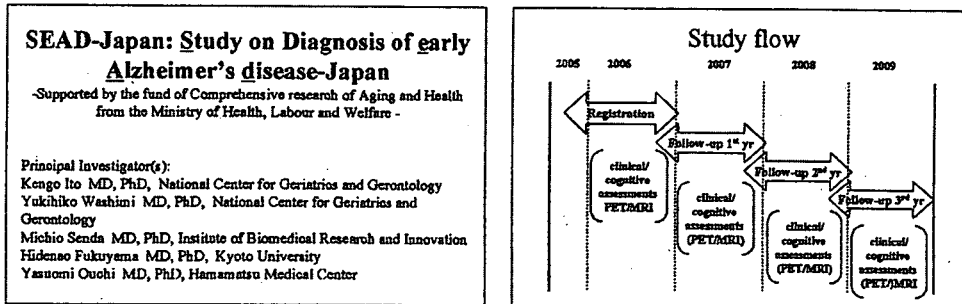 SEAD-Japan: Study on Diagnosis of early
Alzheimer's disease-Japan
-Supported by the fund of Comprehensive research of Aging and Health
from the Ministry of Health, Labour and Welfare -
Principal Investigator(s):
Kengo Ito MD, PhD, National Center for Geriatrics and Gerontology
Yukihiko Washimi MD, PhD, National Center for Geriatrics and
Gerontology
Michio Senda MD, PhD, Institute of Biomedical Research and Innovation
Hidenao Fukuyama MD, PhD, Kyoto University
Yasuomi Ouchi MD, PhD, Hamamatsu Medical Center
Study flow
2005 2006 2007 2008 2009
Registration
Follow-up 1st yr
Follow-up 2nd yr
Follow-up 3rd yr
clinical/
cognitive
assessments
PET/MRI
clinical/
cognitive
assessments
(PET/MRI)
clinical/
cognitive
assessments
(PET/MRI)
clinical/
cognitive
assessments
(PET/MRI)